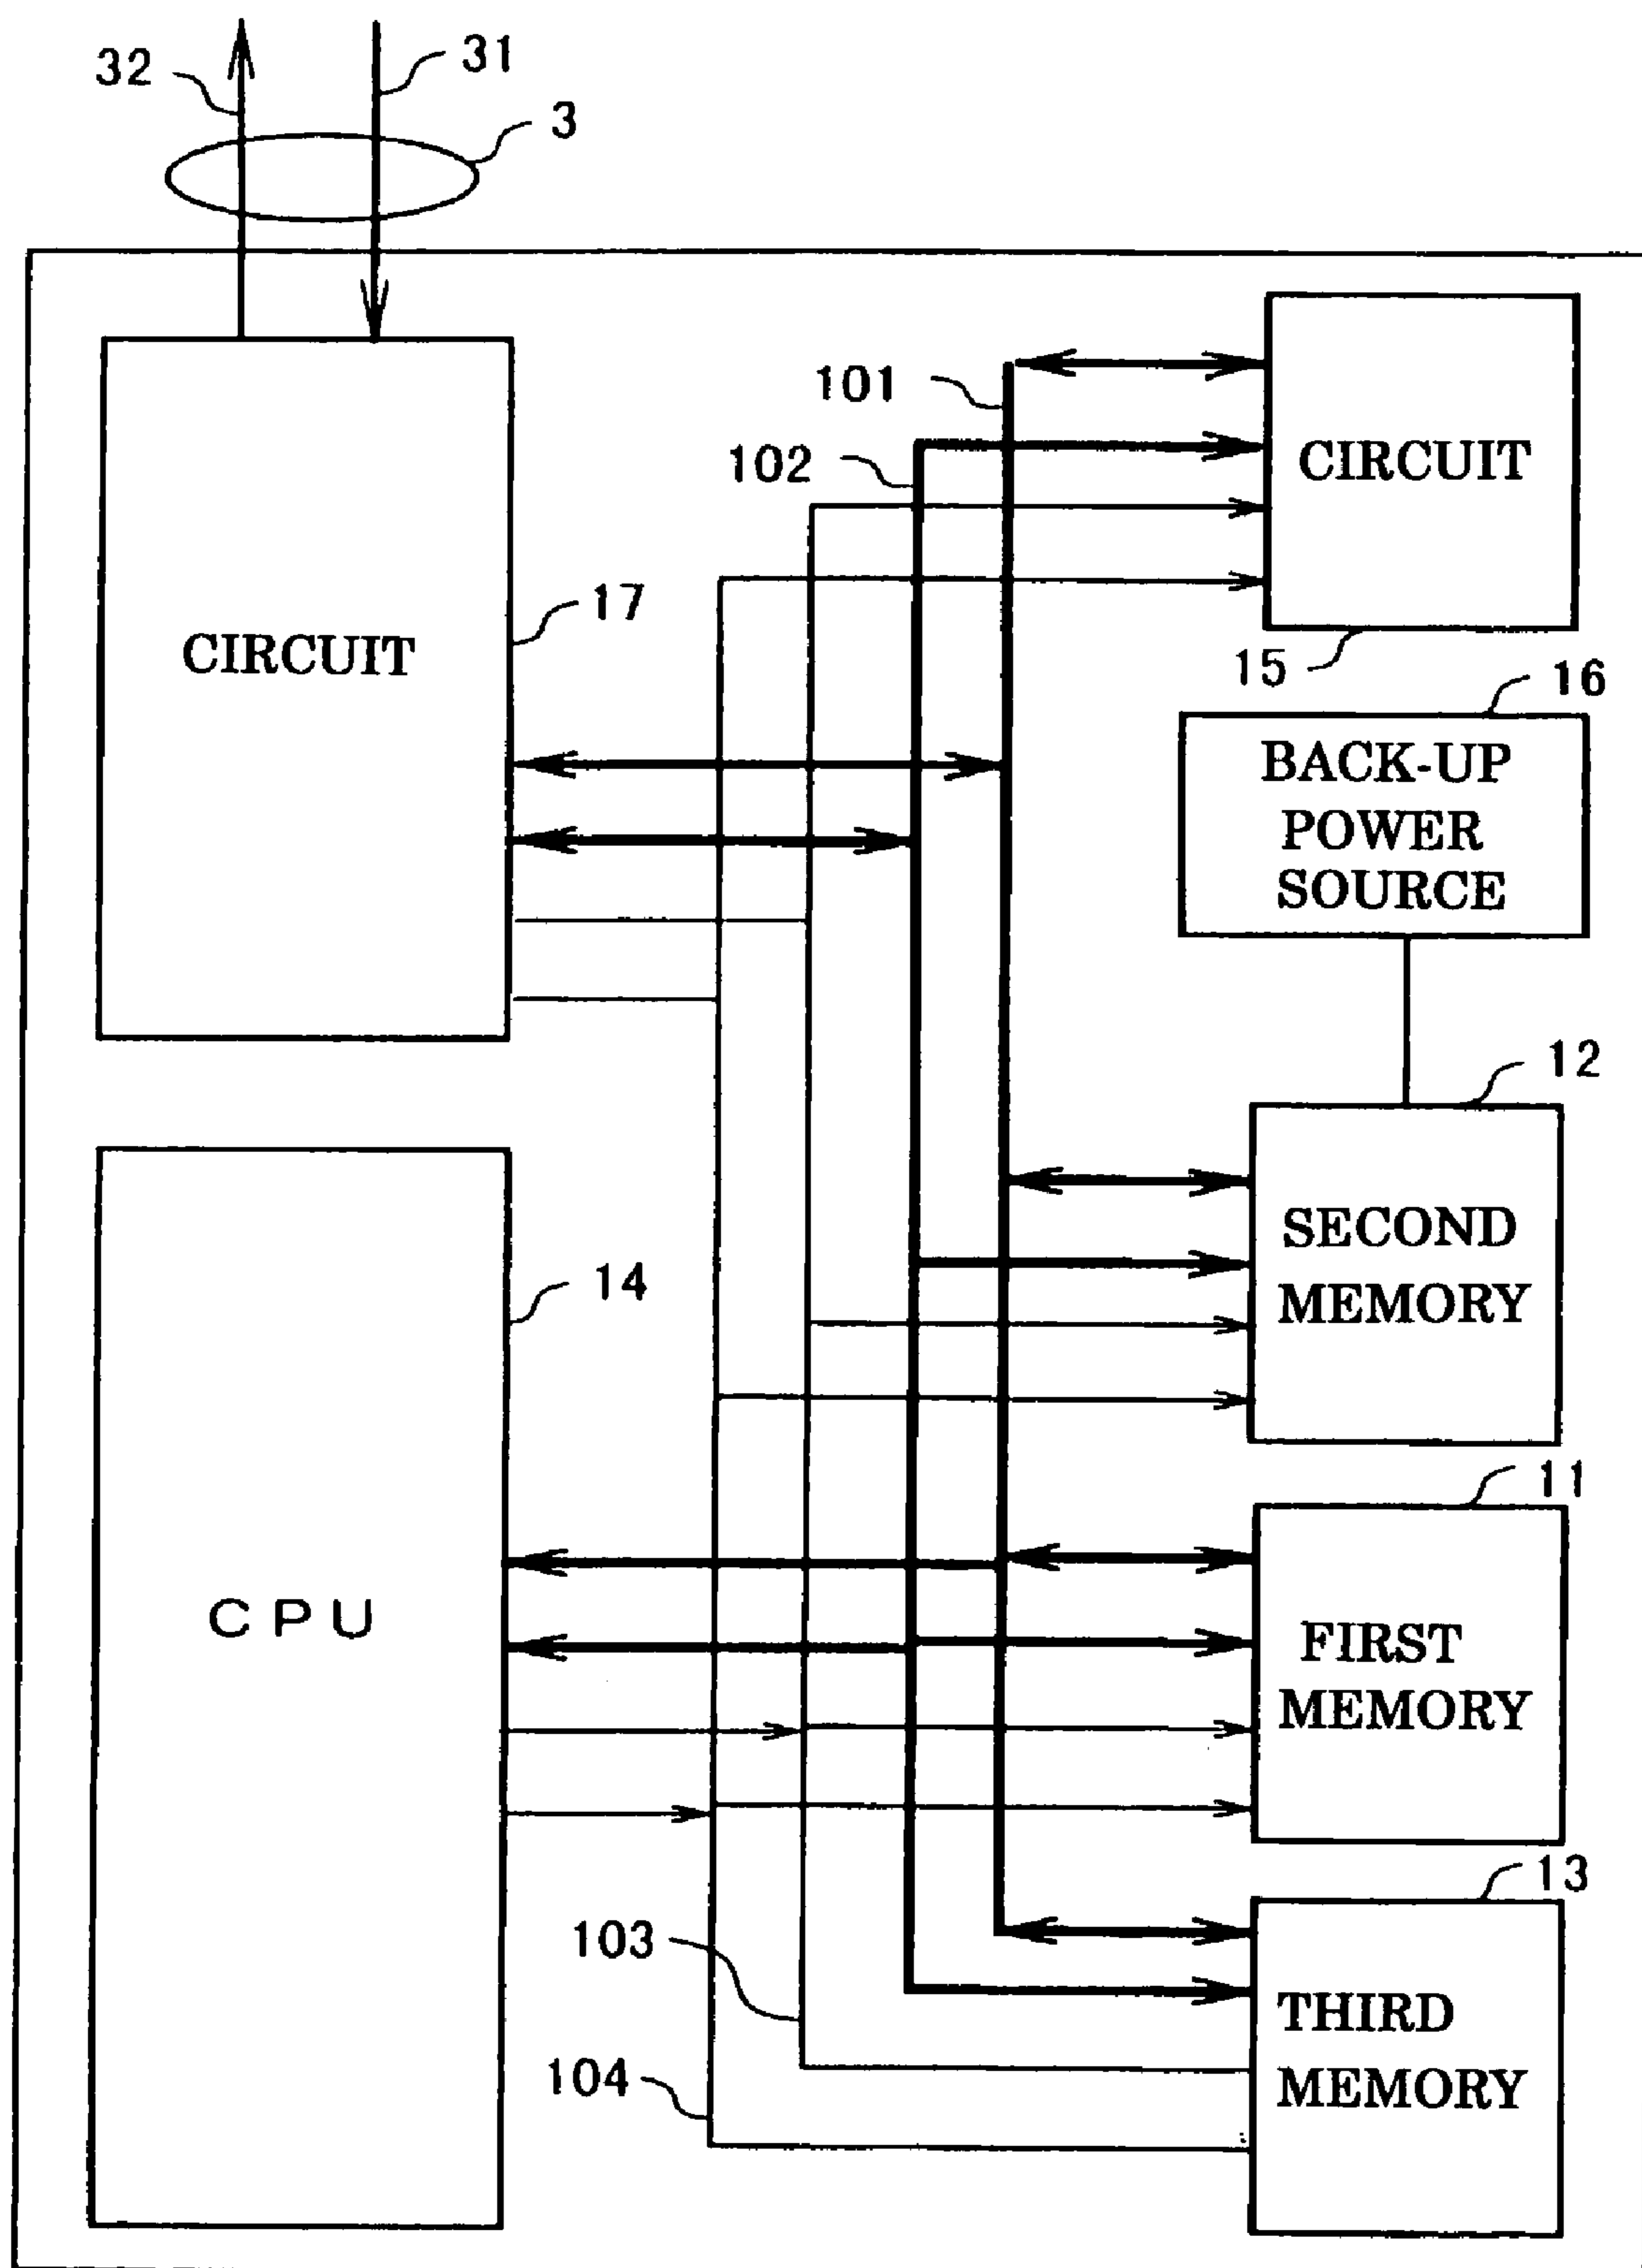 32
31
3
101
102
CIRCUIT
15
17
CIRCUIT
16
BACK-UP
POWER
SOURCE
12
SECOND
MEMORY
14
CPU
11
FIRST
MEMORY
13
THIRD
MEMORY
103
104